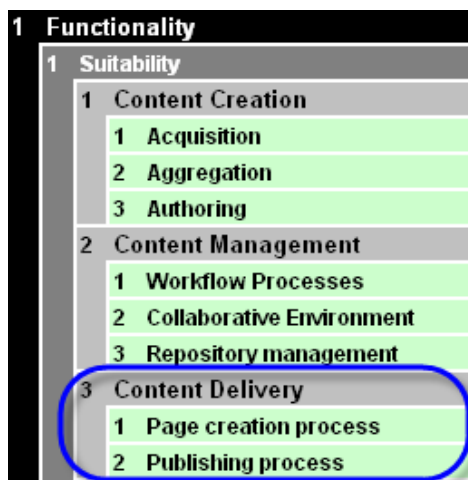 1 Functionality
1 Suitability
1 Content Creation
1 Acquisition
2 Aggregation
3 Authoring
2 Content Management
1 Workflow Processes
2 Collaborative Environment
3 Repository management
3 Content Delivery
1 Page creation process
2 Publishing process